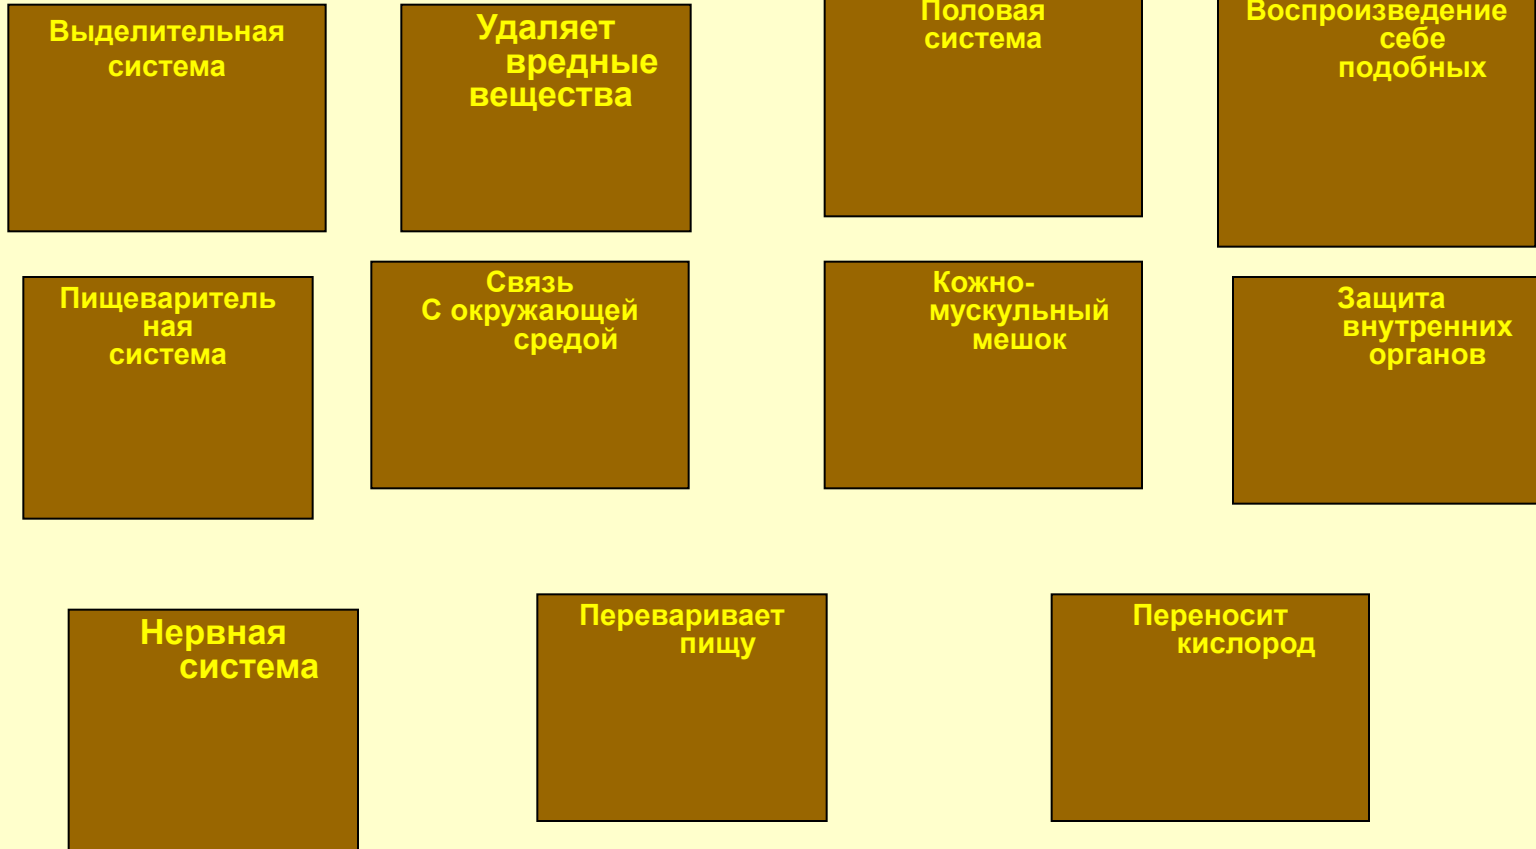 Выделительная
система
Удаляет
вредные
вещества
Половая
система
Воспроизведение
себе
подобных
Пищеваритель
ная
система
Связь
С окружающей
средой
Кожно-
мускульный
мешок
Защита
внутренних
органов
Нервная
система
Переваривает
пищу
Переносит
кислород